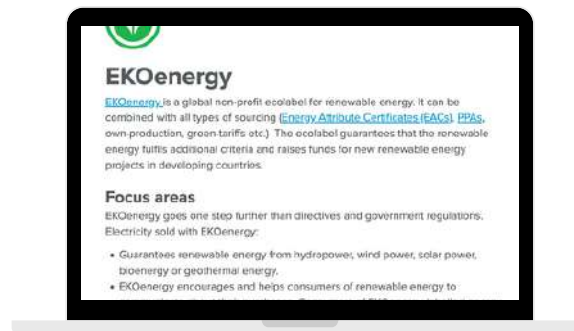 EKOenergy
EKOenergy is a global non-profit ecolabel for renewable energy. It can be
combined with all types of sourcing (Energy Attribute Certificates (EACs), PPAs,
own-production, green tariffs etc.) The ecolabel guarantees that the renewable
energy fulfils additional criteria and raises funds for new renewable energy
projects in developing countries.
Focus areas
EKOenergy goes one step further than directives and government regulations.
Electricity sold with EKOenergy:
• Guarantees renewable energy from hydropower, wind power, solar power,
bioenergy or geothermal energy.
• EKOenergy encourages and helps consumers of renewable energy to